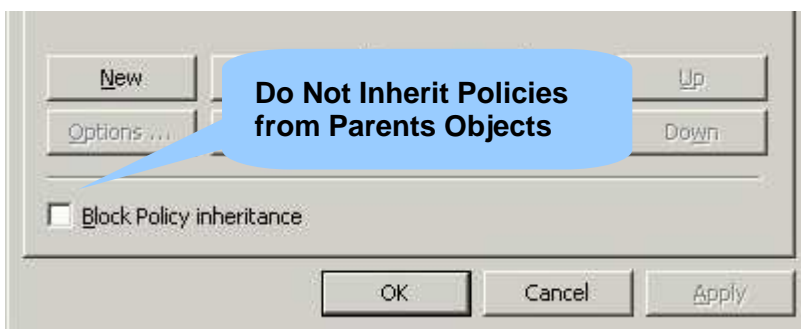 New
Do Not Inherit Policies
from Parents Objects
Up
Options ...
Down
Block Policy inheritance
OK
Cancel
Apply